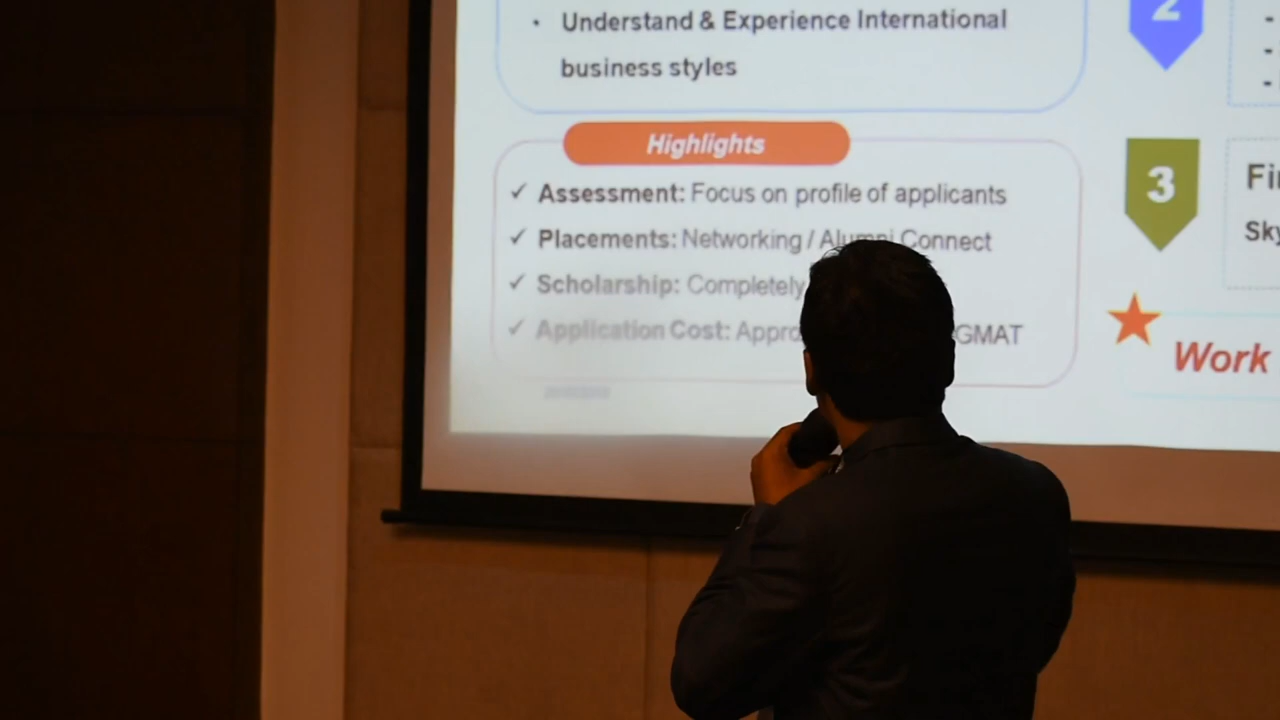 • Understand & Experience International
business styles
Highlights
✓ Assessment: Focus on profile of applicants
✓ Placements: Networking / Alumni Connect
✓ Scholarship: Completely
✓ Application Cost: GMAT
2
-
-
-
3
Work